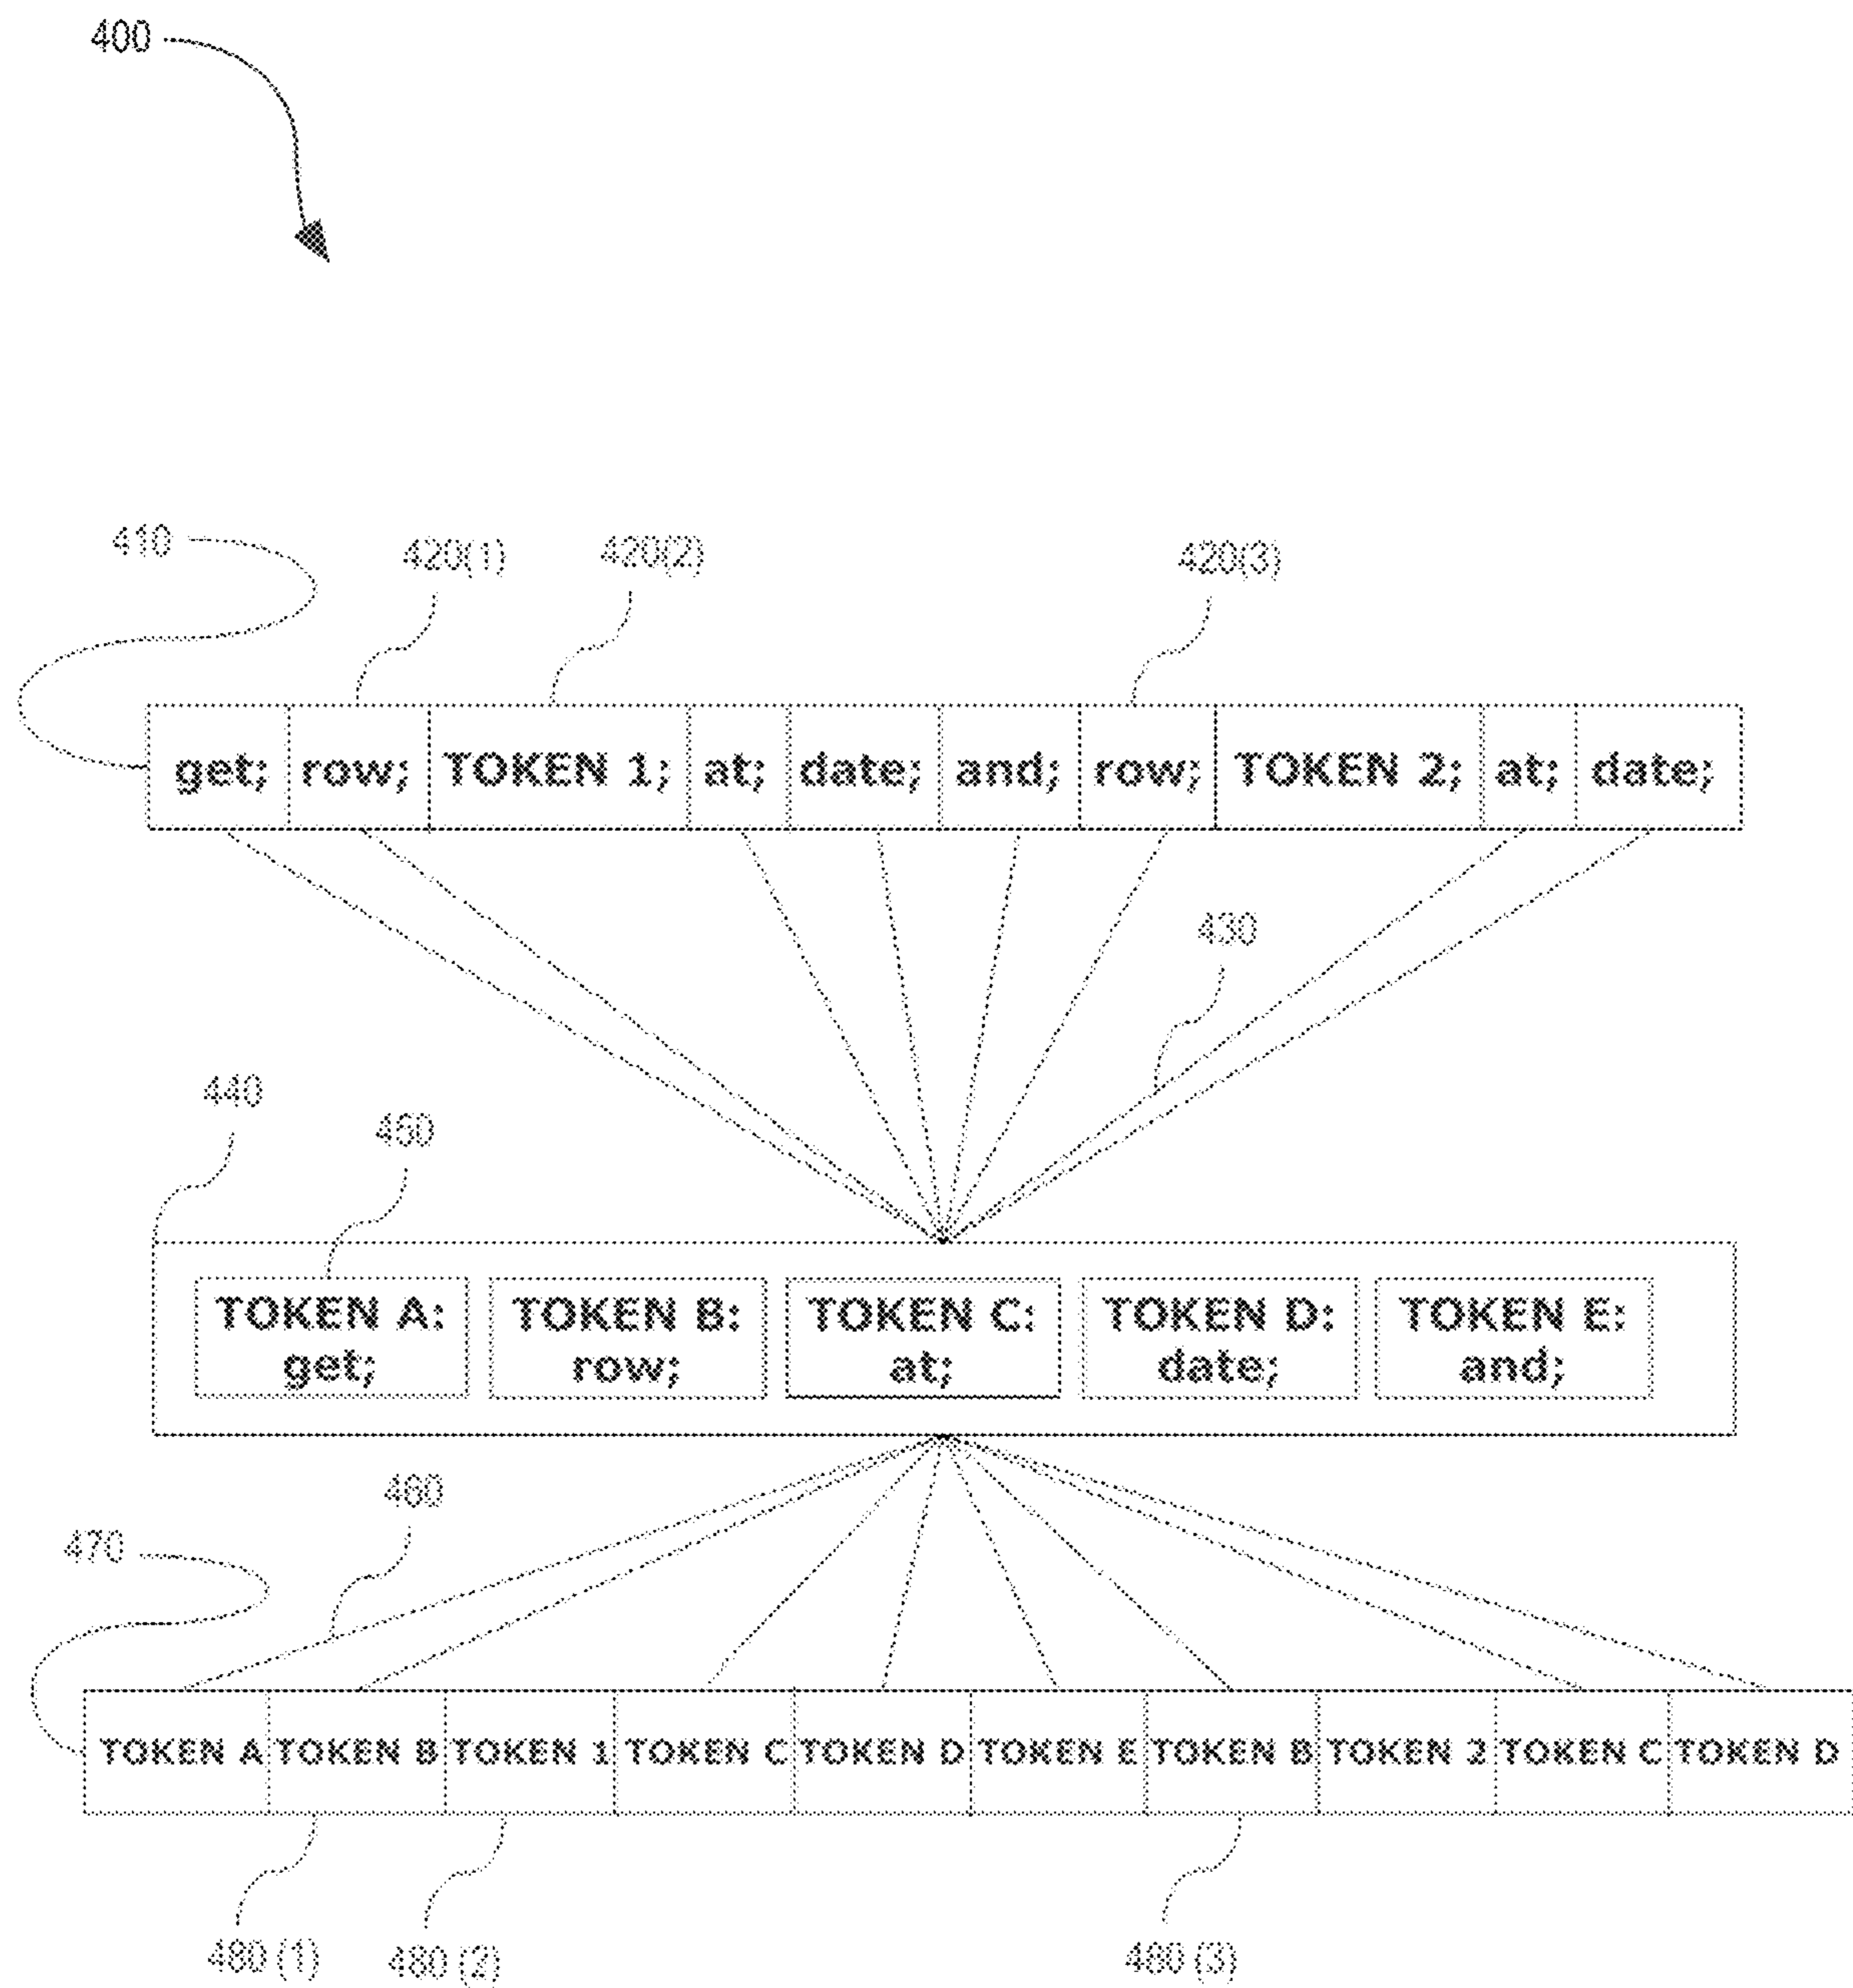 400
410
420(1)
420(2)
420(3)
get; row; TOKEN 1; at; date; and; row; TOKEN 2; at; date;
430
440
450
TOKEN A: get;
TOKEN B: row;
TOKEN C: at;
TOKEN D: date;
TOKEN E: and;
460
470
TOKEN A TOKEN B TOKEN 1 TOKEN C TOKEN D TOKEN E TOKEN B TOKEN 2 TOKEN C TOKEN D
480 (1)
480 (2)
480 (3)